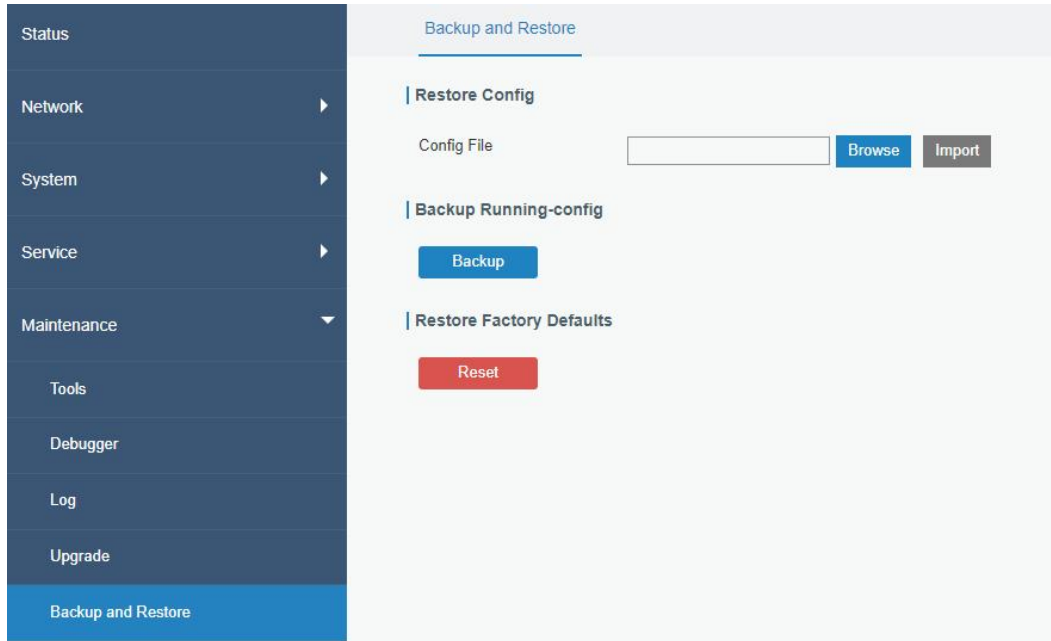 Status
Network
System
Service
Maintenance
Tools
Debugger
Log
Upgrade
Backup and Restore
Backup and Restore
Restore Config
Config File Browse Import
Backup Running-config
Backup
Restore Factory Defaults
Reset